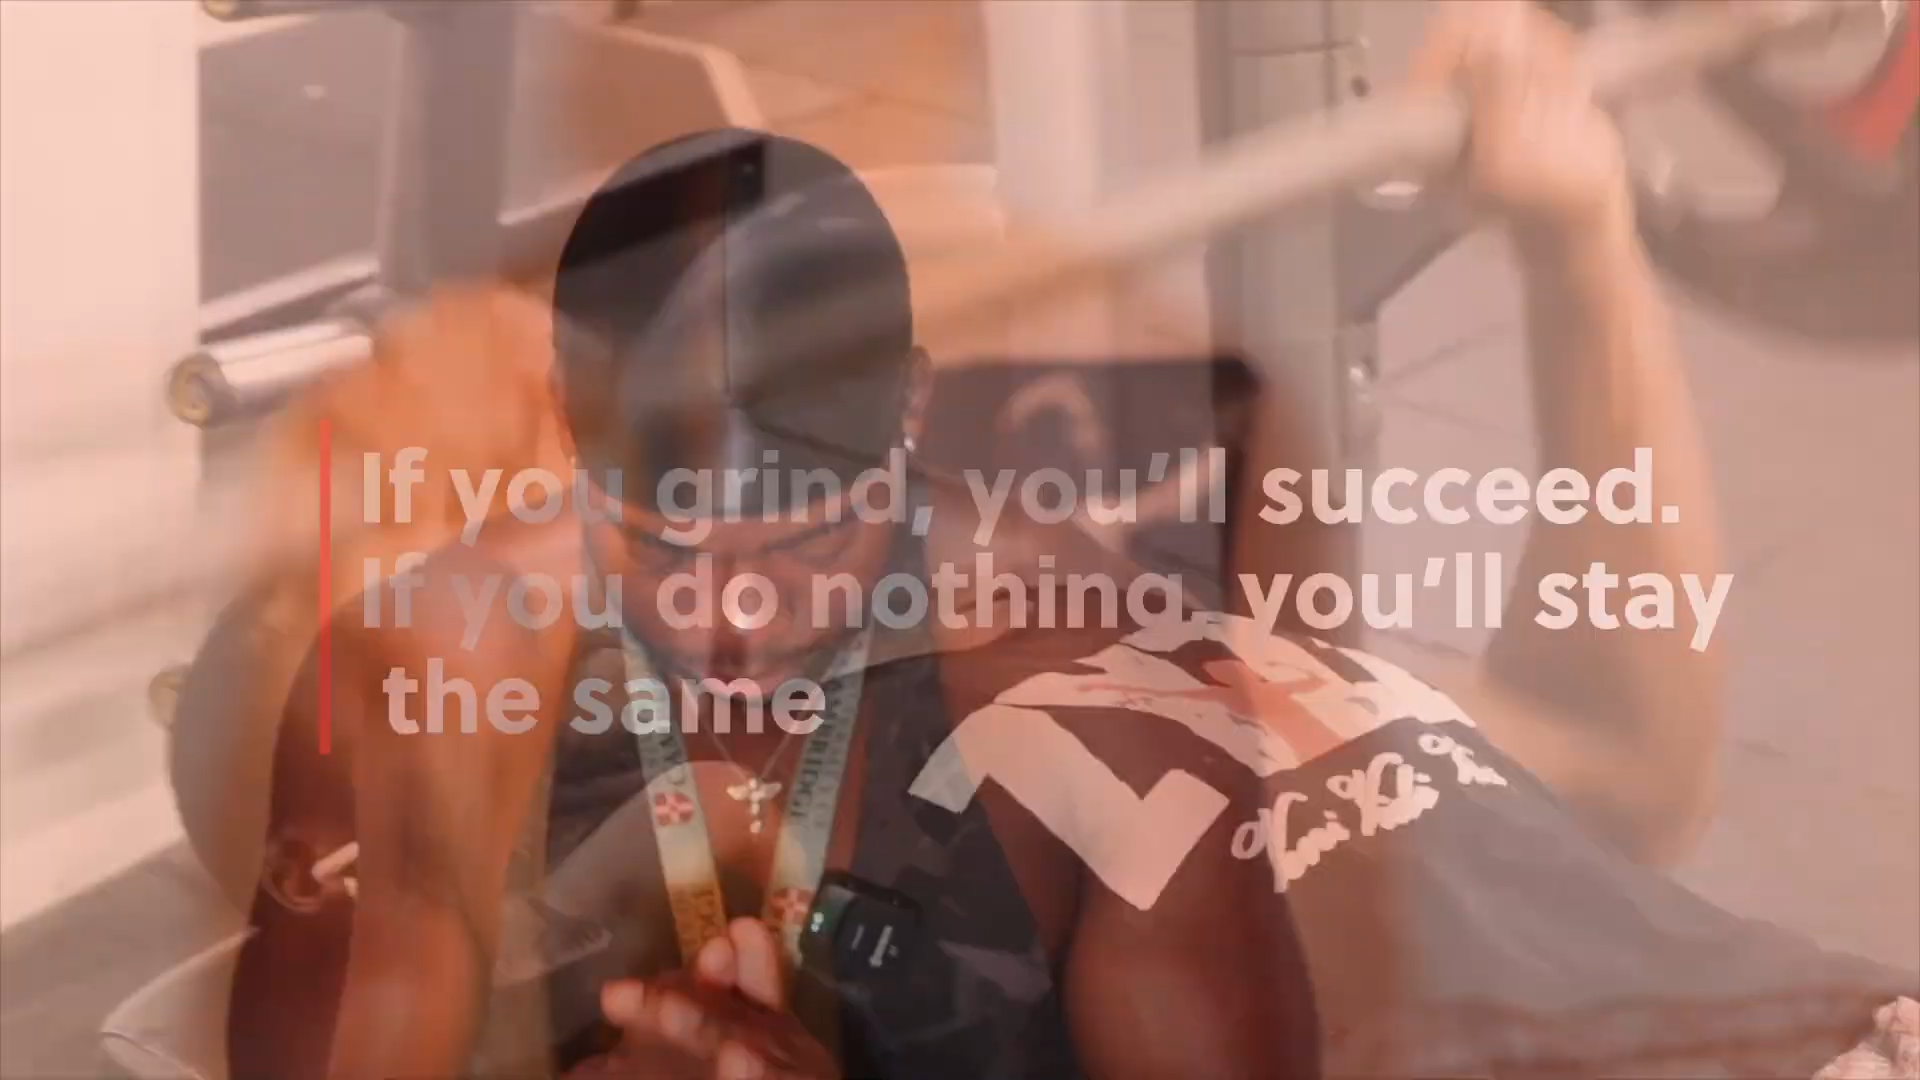 If you grind, you’ll succeed.
If you do nothing, you’ll stay
the same